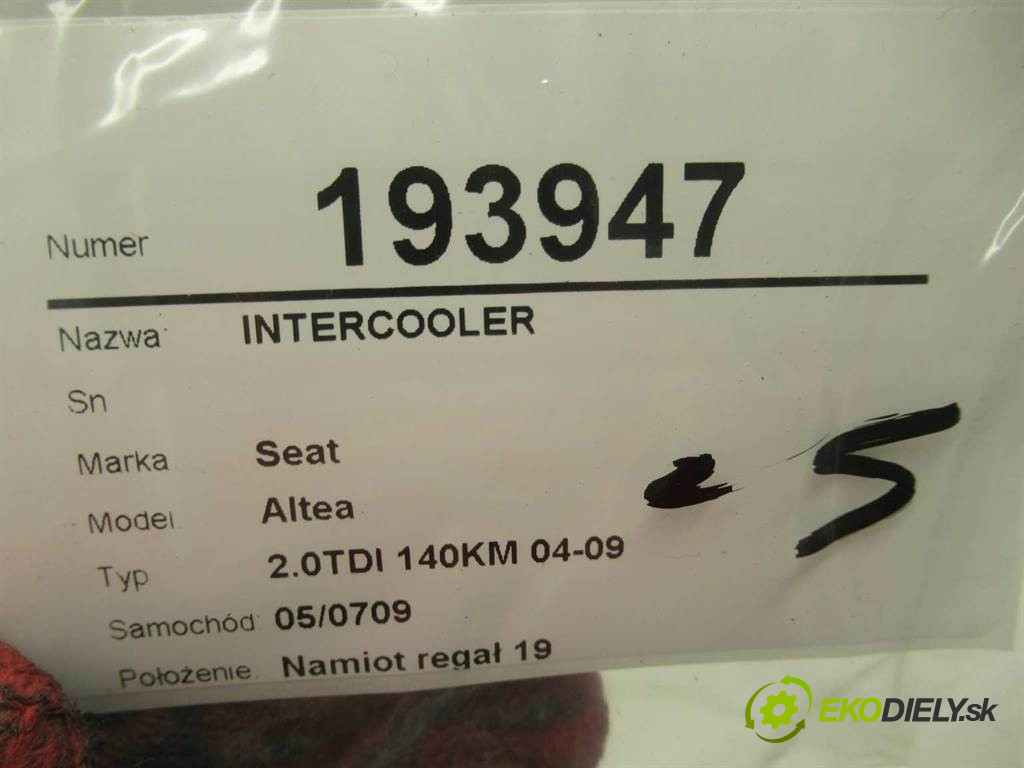 Numer 193947
Nazwa INTERCOOLER
Sn
Marka Seat
Model Altea
Typ 2.0TDI 140KM 04-09
Samochód: 05/0709
Położenie. Namiot regał 19
5
EKODIELY.sk